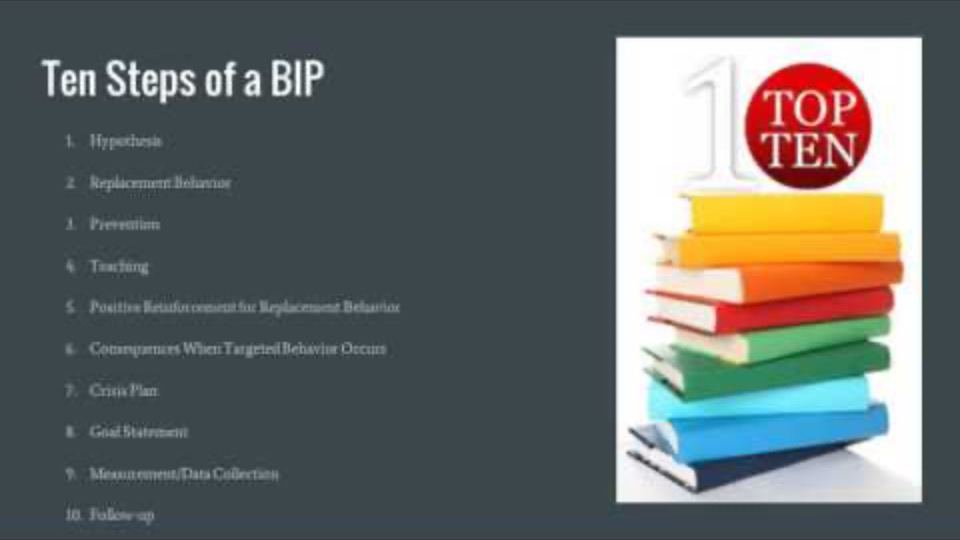 Ten Steps of a BIP
1. Hypothesis
2. Replacement Behavior
3. Prevention
4. Teaching
5. Positive Reinforcement for Replacement Behavior
6. Consequences When Targeted Behavior Occurs
7. Crisis Plan
8. Goal Statement
9. Measurement/Data Collection
10. Follow-up
1
TOP
TEN